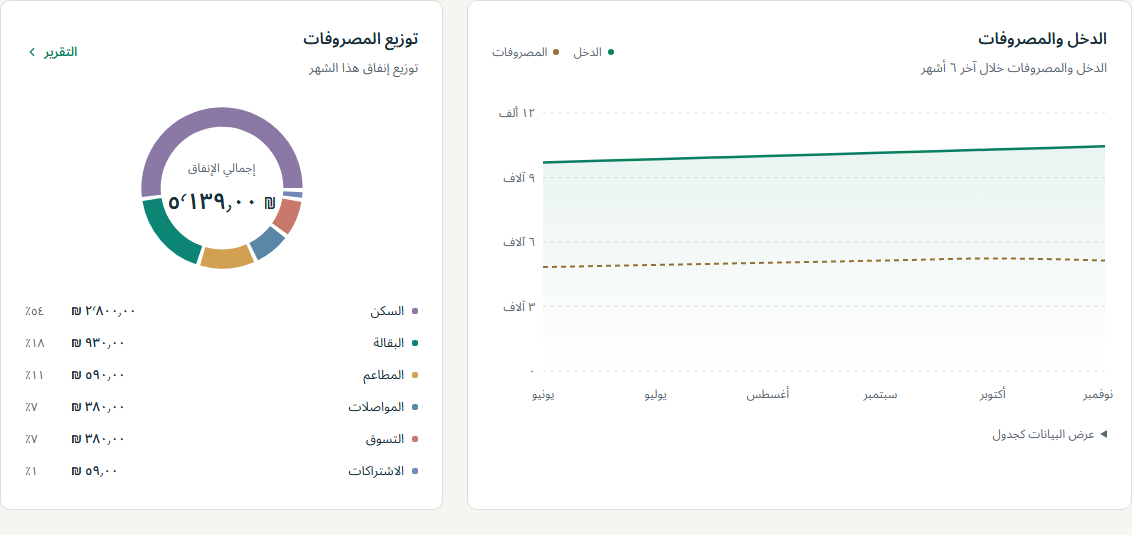 الدخل والمصروفات
الدخل والمصروفات خلال آخر ٦ أشهر
الدخل
المصروفات
١٢ ألف
٩ آلاف
٦ آلاف
٣ آلاف
٠
يونيو
يوليو
أغسطس
سبتمبر
أكتوبر
نوفمبر
عرض البيانات كجدول
توزيع المصروفات
توزيع إنفاق هذا الشهر
التقرير
إجمالي الإنفاق
₪ ٥٬١٣٩٫٠٠
السكن ₪ ٢٬٨٠٠٫٠٠ ٥٤٪
البقالة ₪ ٩٣٠٫٠٠ ١٨٪
المطاعم ₪ ٥٩٠٫٠٠ ١١٪
المواصلات ₪ ٣٨٠٫٠٠ ٧٪
التسوق ₪ ٣٨٠٫٠٠ ٧٪
الاشتراكات ₪ ٥٩٫٠٠ ١٪